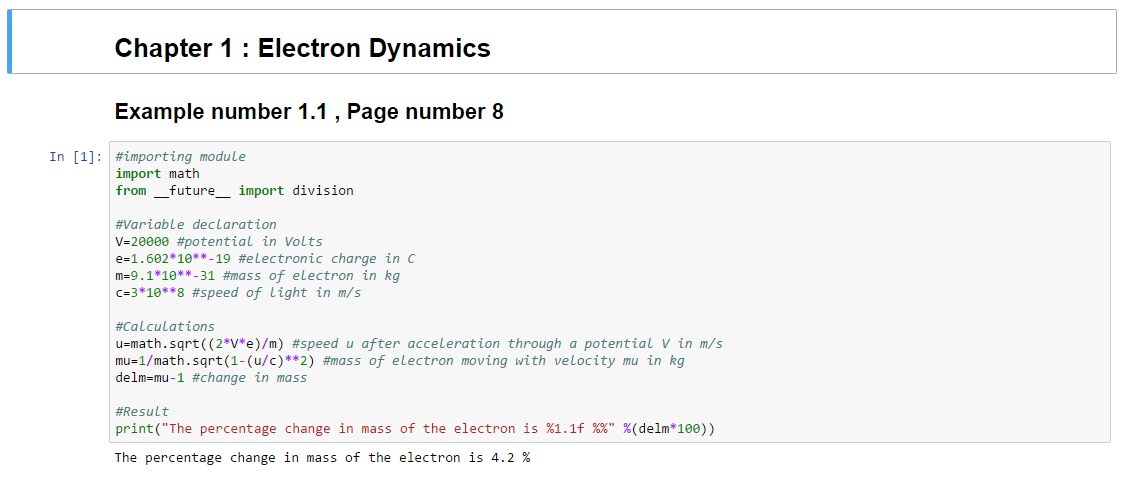 Chapter 1 : Electron Dynamics
Example number 1.1 , Page number 8
In [1]:
#importing module
import math
from __future__ import division
#Variable declaration
V=20000 #potential in Volts
e=1.602*10**-19 #electronic charge in C
m=9.1*10**-31 #mass of electron in kg
c=3*10**8 #speed of light in m/s
#Calculations
u=math.sqrt((2*V*e)/m) #speed u after acceleration through a potential V in m/s
mu=1/math.sqrt(1-(u/c)**2) #mass of electron moving with velocity mu in kg
delm=mu-1 #change in mass
#Result
print("The percentage change in mass of the electron is %1.1f %%" %(delm*100))
The percentage change in mass of the electron is 4.2 %